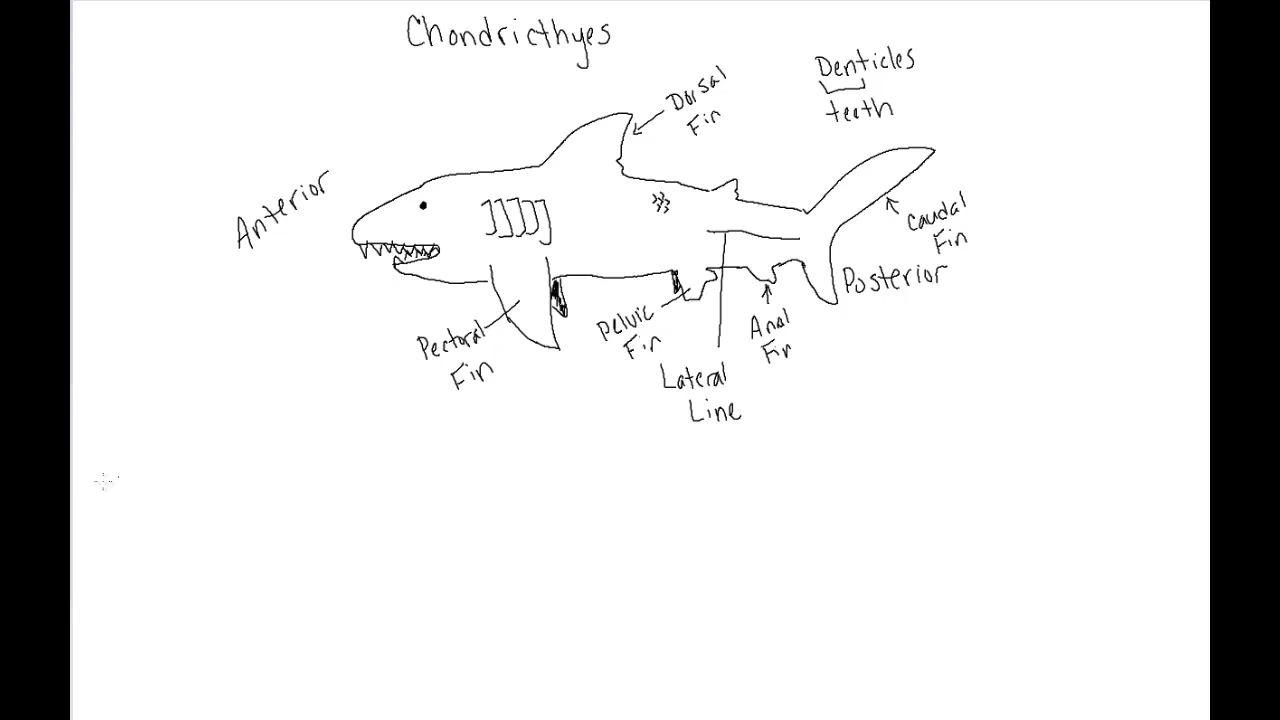 Chondricthyes
Denticles
teeth
Dorsal
Fin
Anterior
Caudal
Fin
Posterior
Pectoral
Fin
Pelvic
Fin
Anal
Fin
Lateral
Line